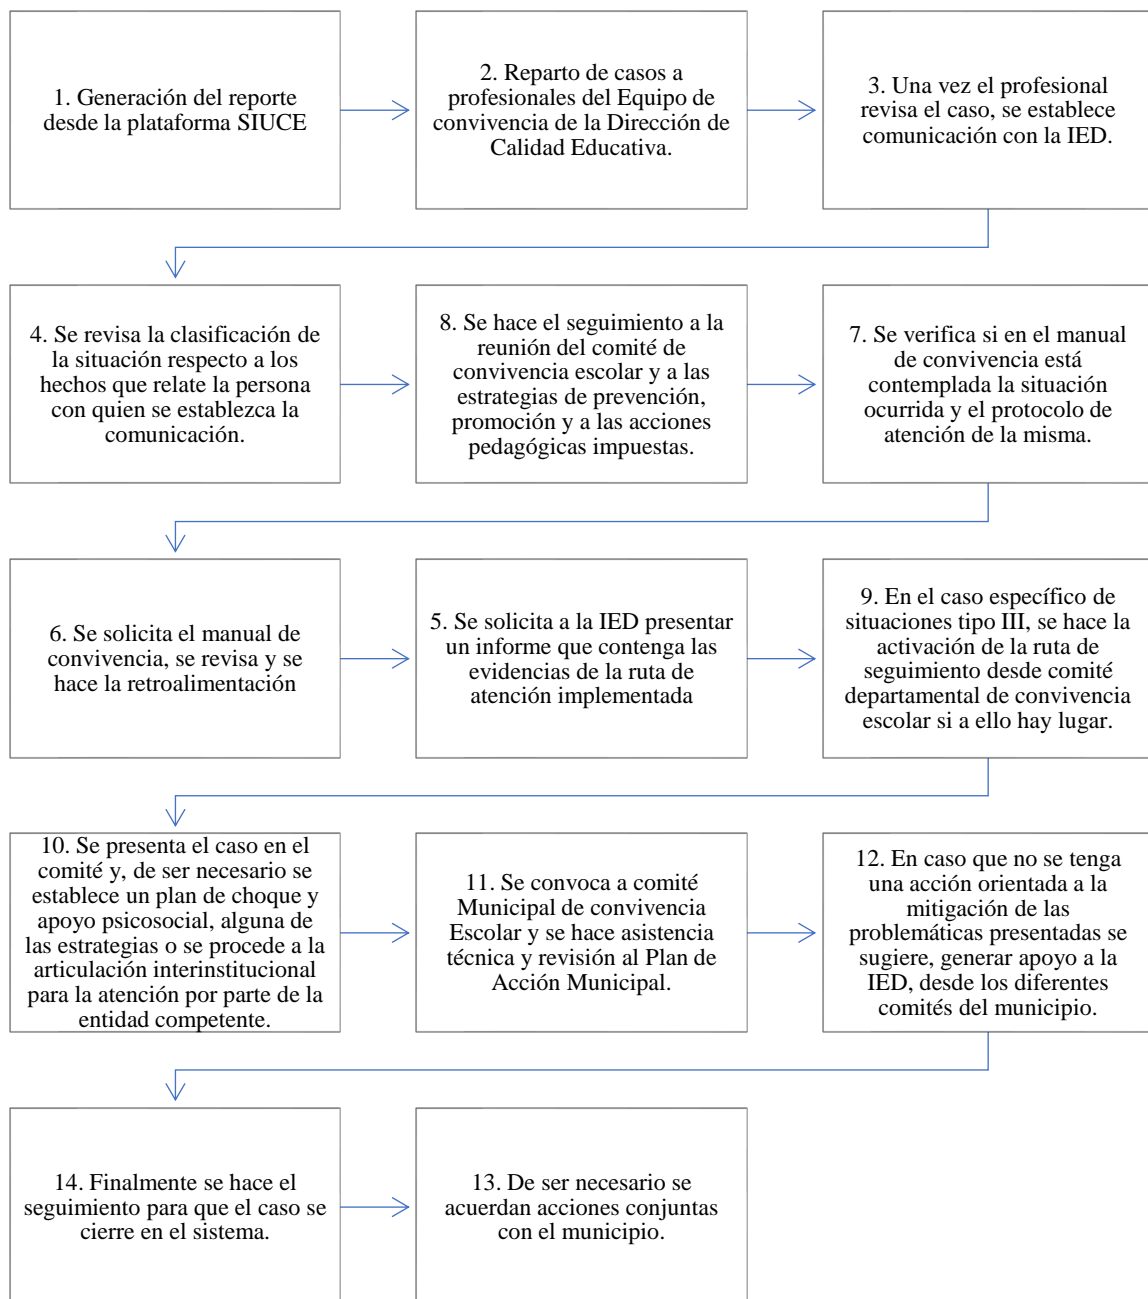 1. Generación del reporte
desde la plataforma SIUCE
2. Reparto de casos a
profesionales del Equipo de
convivencia de la Dirección de
Calidad Educativa.
3. Una vez el profesional
revisa el caso, se establece
comunicación con la IED.
4. Se revisa la clasificación de
la situación respecto a los
hechos que relate la persona
con quien se establezca la
comunicación.
8. Se hace el seguimiento a la
reunión del comité de
convivencia escolar y a las
estrategias de prevención,
promoción y a las acciones
pedagógicas impuestas.
7. Se verifica si en el manual
de convivencia está
contemplada la situación
ocurrida y el protocolo de
atención de la misma.
6. Se solicita el manual de
convivencia, se revisa y se
hace la retroalimentación
5. Se solicita a la IED presentar
un informe que contenga las
evidencias de la ruta de
atención implementada
9. En el caso específico de
situaciones tipo III, se hace la
activación de la ruta de
seguimiento desde comité
departamental de convivencia
escolar si a ello hay lugar.
10. Se presenta el caso en el
comité y, de ser necesario se
establece un plan de choque y
apoyo psicosocial, alguna de
las estrategias o se procede a la
articulación interinstitucional
para la atención por parte de la
entidad competente.
11. Se convoca a comité
Municipal de convivencia
Escolar y se hace asistencia
técnica y revisión al Plan de
Acción Municipal.
12. En caso que no se tenga
una acción orientada a la
mitigación de las
problemáticas presentadas se
sugiere, generar apoyo a la
IED, desde los diferentes
comités del municipio.
14. Finalmente se hace el
seguimiento para que el caso se
cierre en el sistema.
13. De ser necesario se
acuerdan acciones conjuntas
con el municipio.